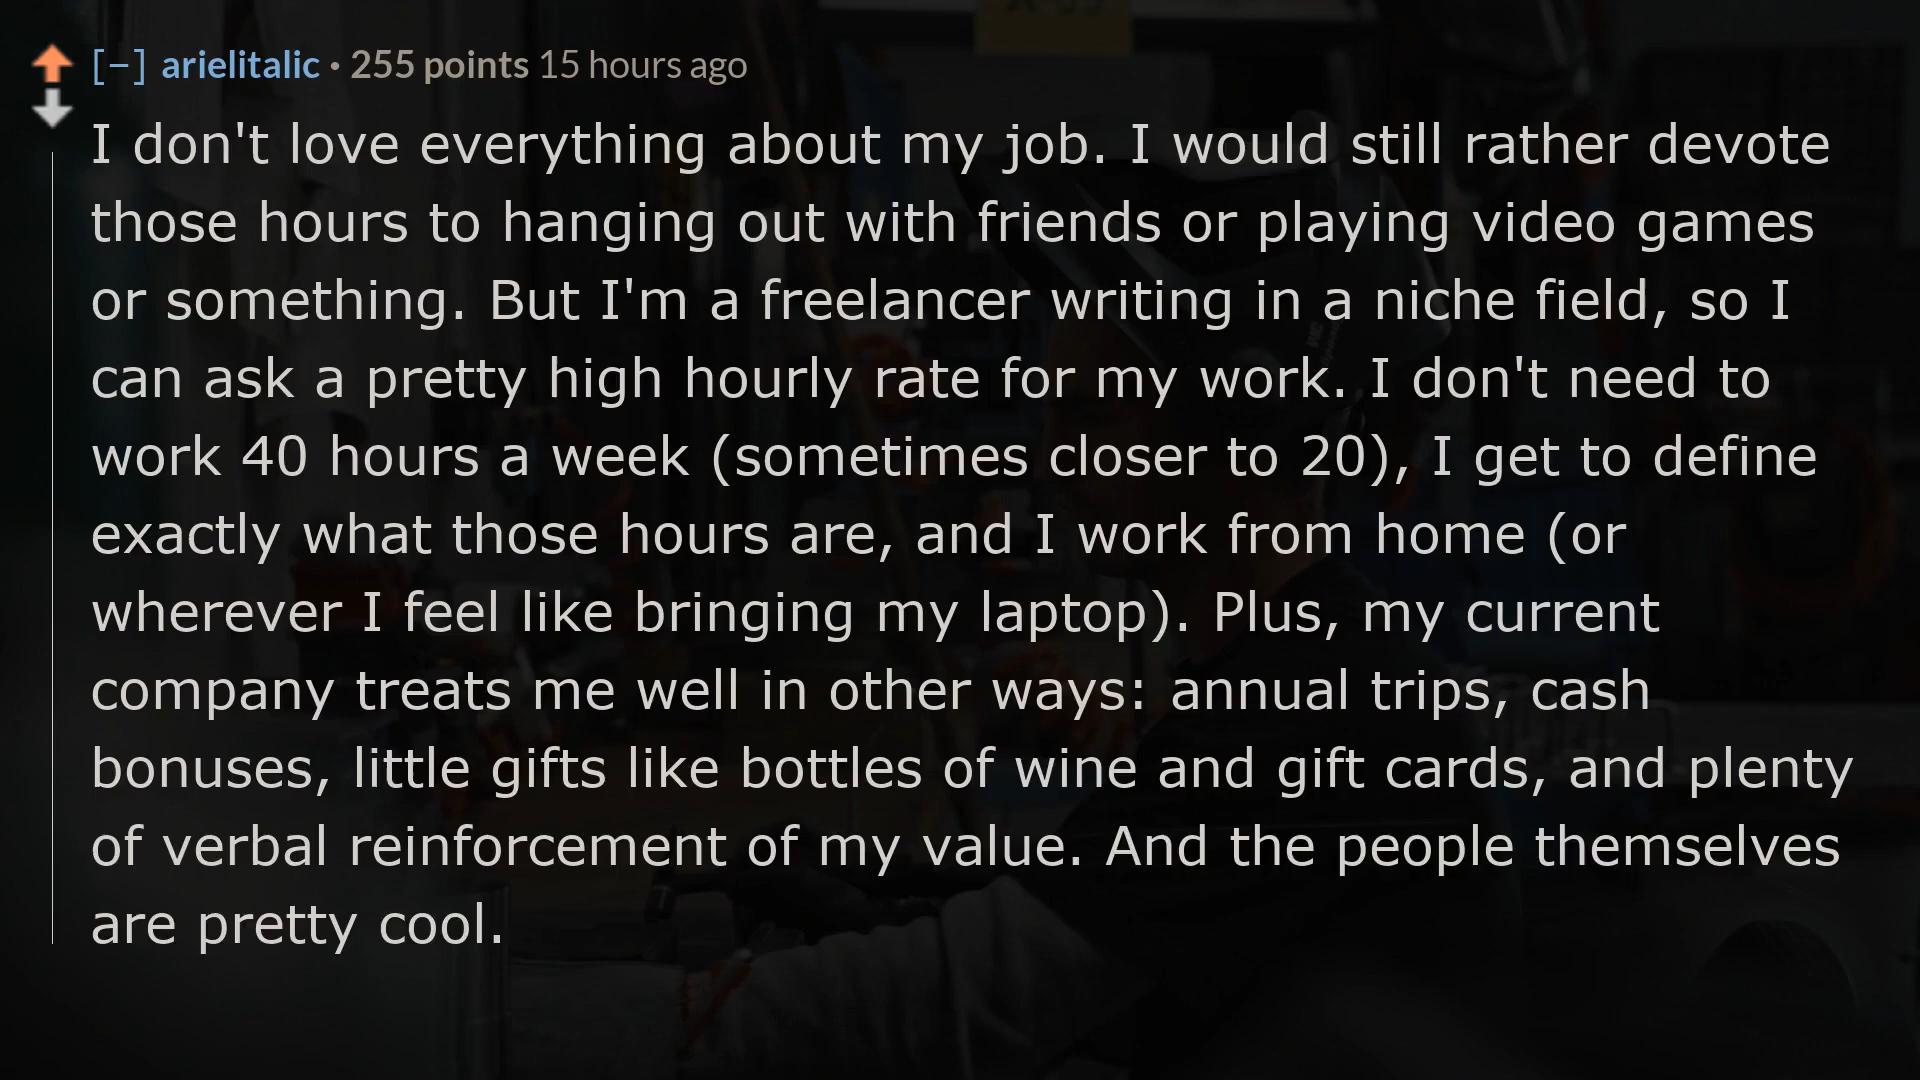 [–] arielitalic • 255 points 15 hours ago
I don't love everything about my job. I would still rather devote
those hours to hanging out with friends or playing video games
or something. But I'm a freelancer writing in a niche field, so I
can ask a pretty high hourly rate for my work. I don't need to
work 40 hours a week (sometimes closer to 20), I get to define
exactly what those hours are, and I work from home (or
wherever I feel like bringing my laptop). Plus, my current
company treats me well in other ways: annual trips, cash
bonuses, little gifts like bottles of wine and gift cards, and plenty
of verbal reinforcement of my value. And the people themselves
are pretty cool.